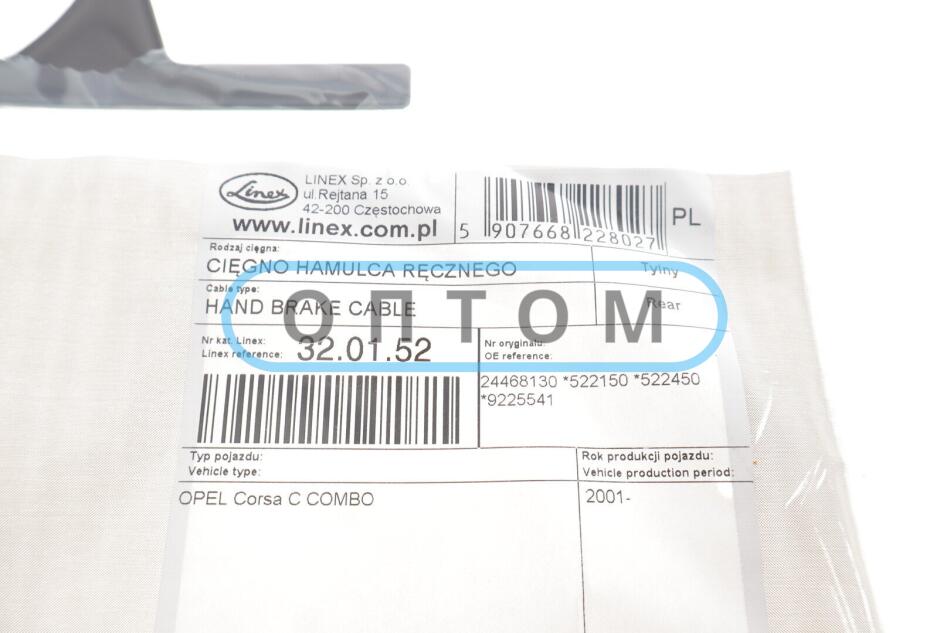 Linex
LINEX Sp. z o.o.
ul.Rejtana 15
42-200 Częstochowa
www.linex.com.pl
5 907668 228027
PL
Rodzaj cięgna:
CIĘGNO HAMULCA RĘCZNEGO
Tylny
Cable type:
HAND BRAKE CABLE
Rear
ОПТОМ
Nr kat. Linex:
Linex reference:
32.01.52
Nr oryginału:
OE reference:
24468130 *522150 *522450
*9225541
Typ pojazdu:
Vehicle type:
Rok produkcji pojazdu:
Vehicle production period:
OPEL Corsa C COMBO
2001-